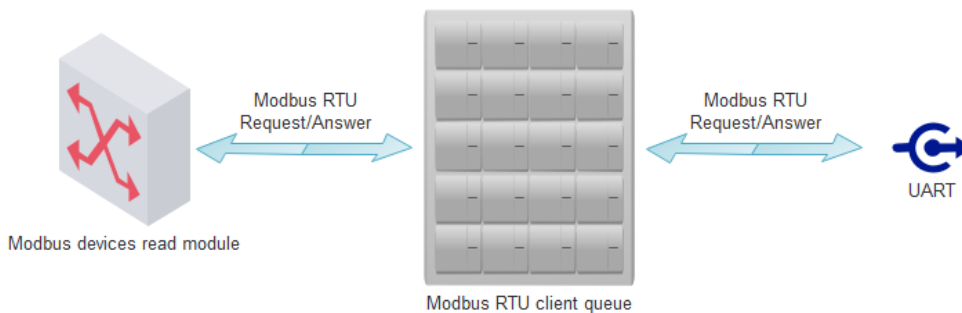 Modbus RTU
Request/Answer
Modbus RTU
Request/Answer
UART
Modbus devices read module
Modbus RTU client queue